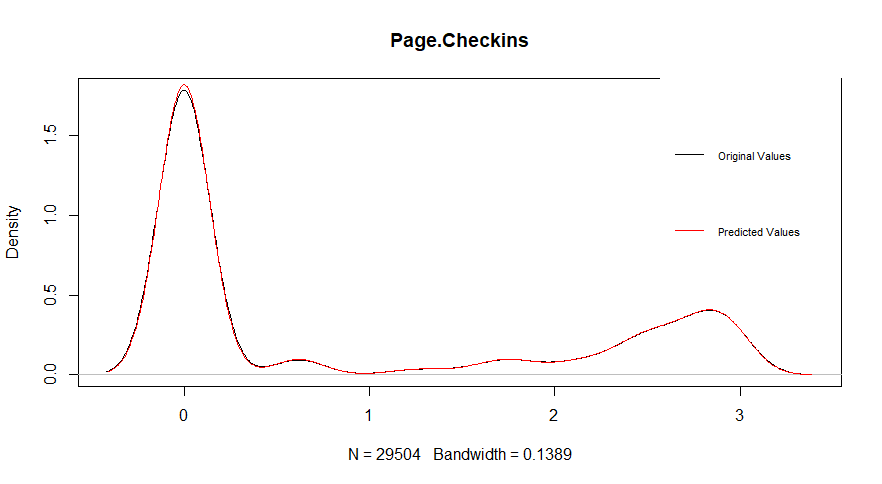 Page.Checkins
Density
1.5
1.0
0.5
0.0
Original Values
Predicted Values
0 1 2 3
N = 29504 Bandwidth = 0.1389